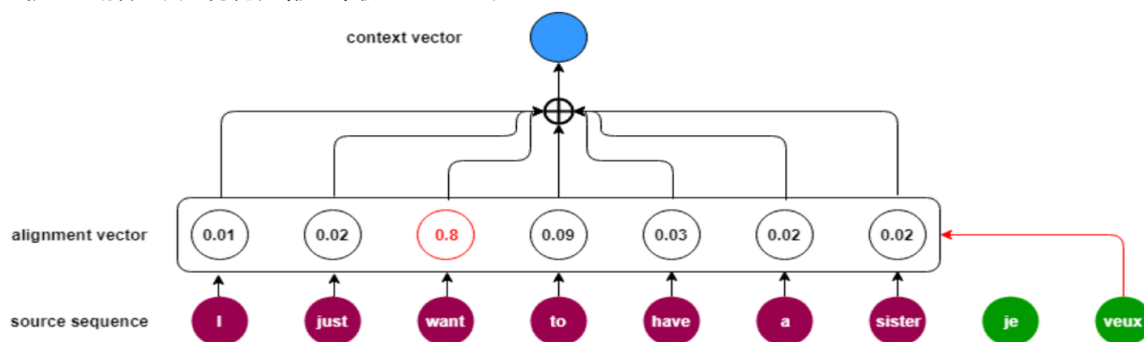 context vector
alignment vector 0.01 0.02 0.8 0.09 0.03 0.02 0.02
source sequence I just want to have a sister je veux